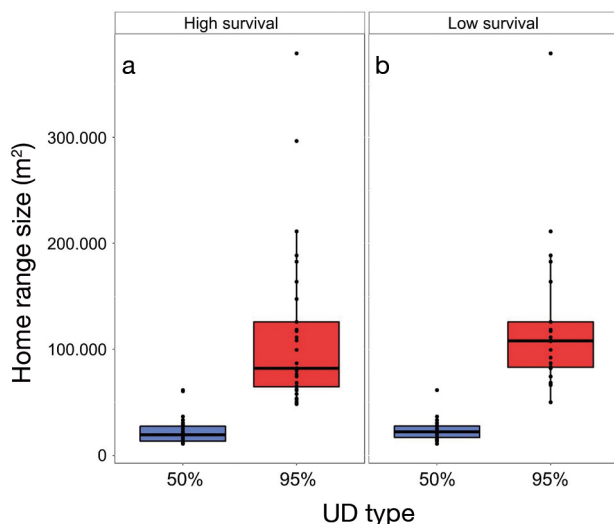 High survival
Low survival
a
b
Home range size (m²)
300.000
200.000
100.000
0
50%
95%
50%
95%
UD type